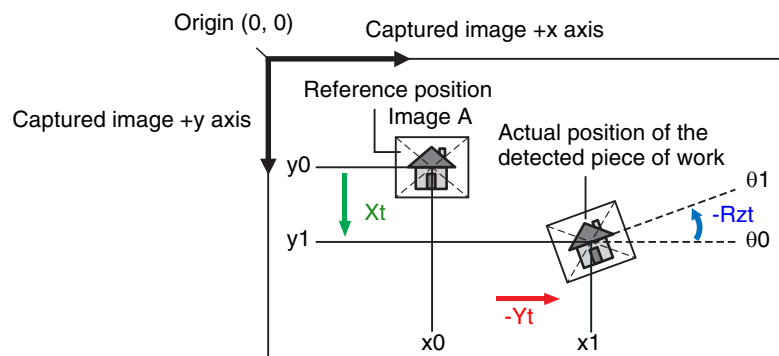 Origin (0, 0)
Captured image +x axis
Reference position
Image A
Captured image +y axis
Actual position of the
detected piece of work
y0
θ1
Xt
-Rzt
y1
θ0
-Yt
x0
x1